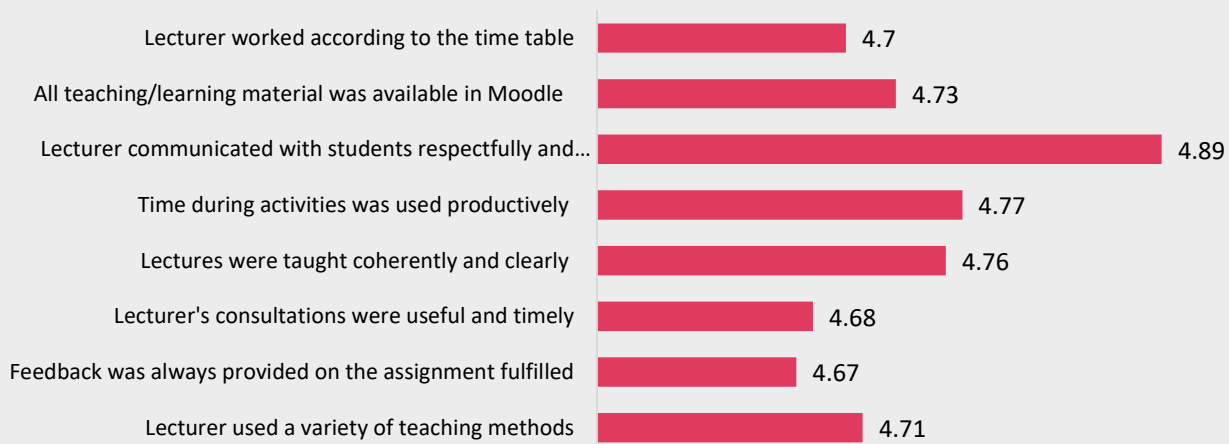 Lecturer worked according to the time table 4.7
All teaching/learning material was available in Moodle 4.73
Lecturer communicated with students respectfully and... 4.89
Time during activities was used productively 4.77
Lectures were taught coherently and clearly 4.76
Lecturer's consultations were useful and timely 4.68
Feedback was always provided on the assignment fulfilled 4.67
Lecturer used a variety of teaching methods 4.71